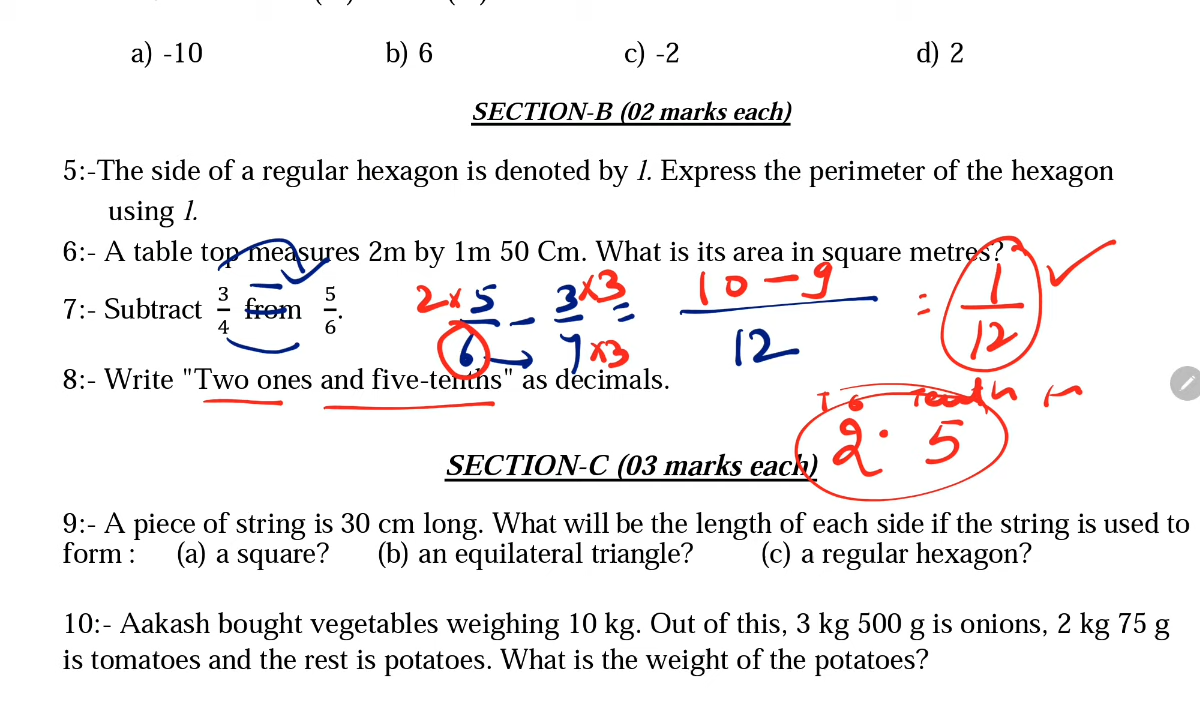 a) -10 b) 6 c) -2 d) 2
SECTION-B (02 marks each)
5:-The side of a regular hexagon is denoted by l. Express the perimeter of the hexagon
using l.
6:- A table top measures 2m by 1m 50 Cm. What is its area in square metres?
7:- Subtract 3/4 from 5/6. 2×5/6 - 3×3/4×3 = 10-9/12 = 1/12
8:- Write "Two ones and five-tenths" as decimals.
Tenth
2.5
SECTION-C (03 marks each)
9:- A piece of string is 30 cm long. What will be the length of each side if the string is used to
form : (a) a square? (b) an equilateral triangle? (c) a regular hexagon?
10:- Aakash bought vegetables weighing 10 kg. Out of this, 3 kg 500 g is onions, 2 kg 75 g
is tomatoes and the rest is potatoes. What is the weight of the potatoes?